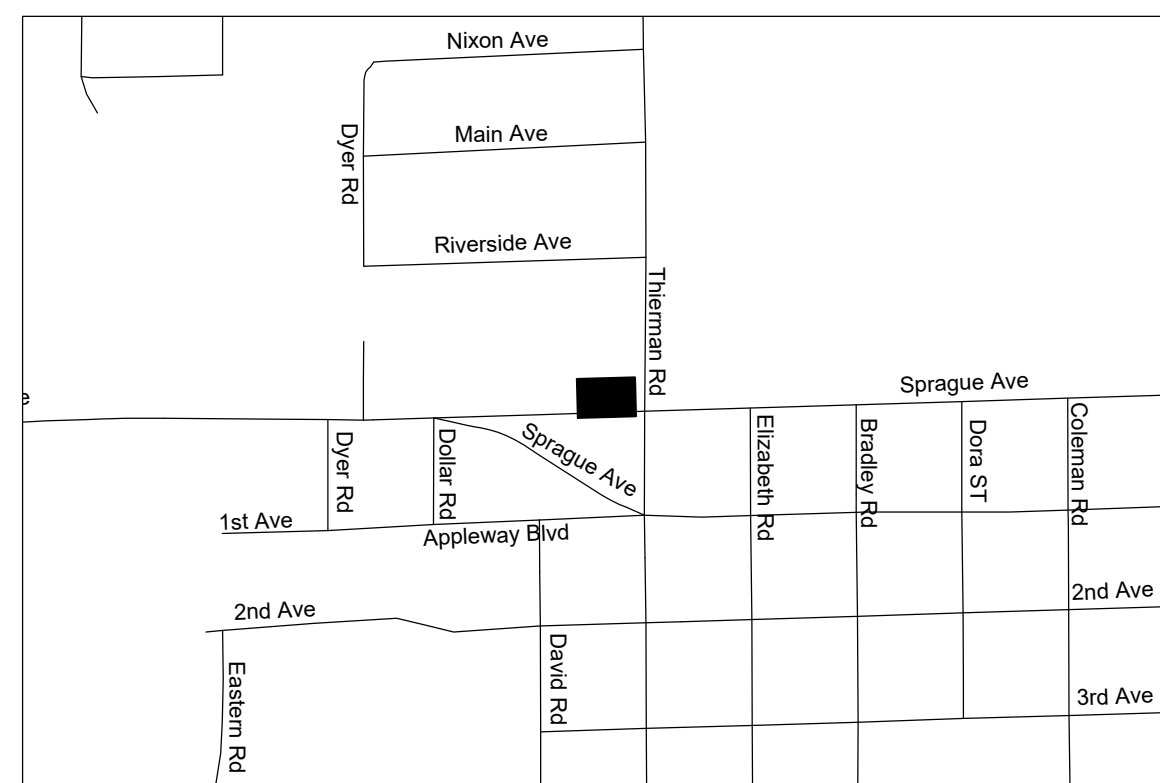 Nixon Ave
Main Ave
Dyer Rd
Riverside Ave
Thierman Rd
e
Sprague Ave
Sprague Ave
Dyer Rd
Dollar Rd
Elizabeth Rd
Bradley Rd
Dora ST
Coleman Rd
1st Ave
Appleway Blvd
2nd Ave
2nd Ave
David Rd
Eastern Rd
3rd Ave